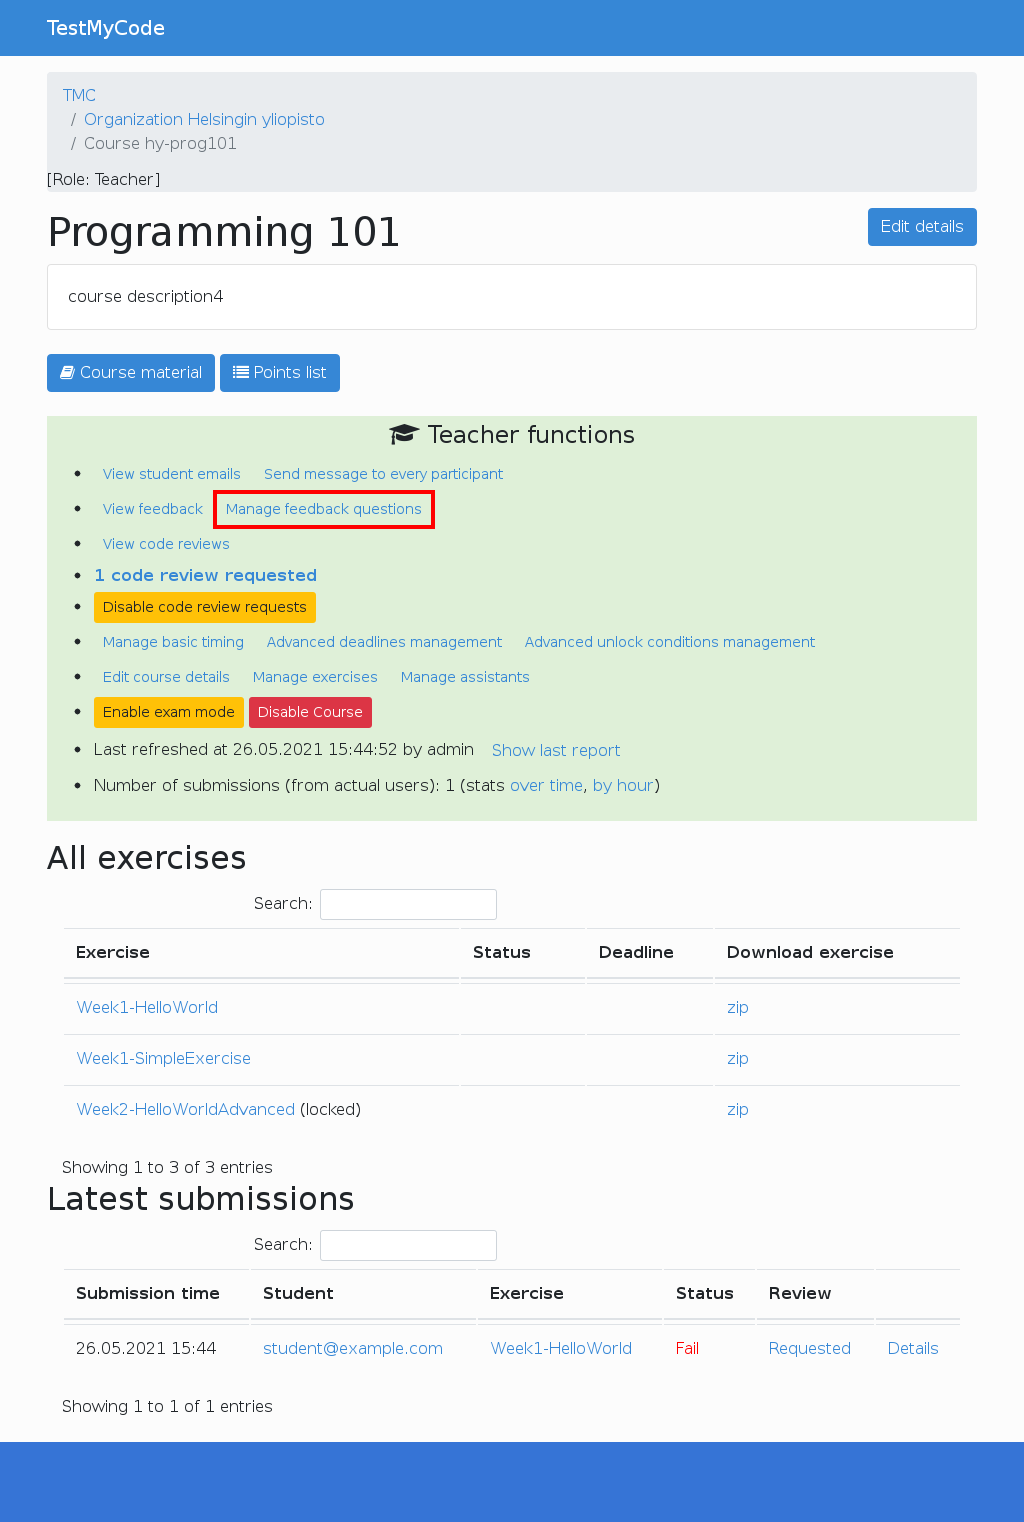 TestMyCode
TMC
/ Organization Helsingin yliopisto
/ Course hy-prog101
[Role: Teacher]
Programming 101
Edit details
course description4
Course material Points list
Teacher functions
• View student emails Send message to every participant
• View feedback Manage feedback questions
• View code reviews
• 1 code review requested
• Disable code review requests
• Manage basic timing Advanced deadlines management Advanced unlock conditions management
• Edit course details Manage exercises Manage assistants
• Enable exam mode Disable Course
• Last refreshed at 26.05.2021 15:44:52 by admin Show last report
• Number of submissions (from actual users): 1 (stats over time, by hour)
All exercises
Search:
Exercise Status Deadline Download exercise
Week1-HelloWorld zip
Week1-SimpleExercise zip
Week2-HelloWorldAdvanced (locked) zip
Showing 1 to 3 of 3 entries
Latest submissions
Search:
Submission time Student Exercise Status Review
26.05.2021 15:44 student@example.com Week1-HelloWorld Fail Requested Details
Showing 1 to 1 of 1 entries